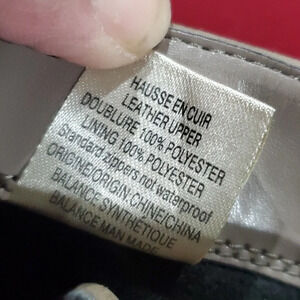 HAUSSE EN CUIR
LEATHER UPPER
DOUBLURE 100% POLYESTER
LINING 100% POLYESTER
Standard zippers not waterproof
ORIGINE/ORIGIN-CHINE/CHINA
BALANCE SYNTHETIQUE
BALANCE MAN MADE